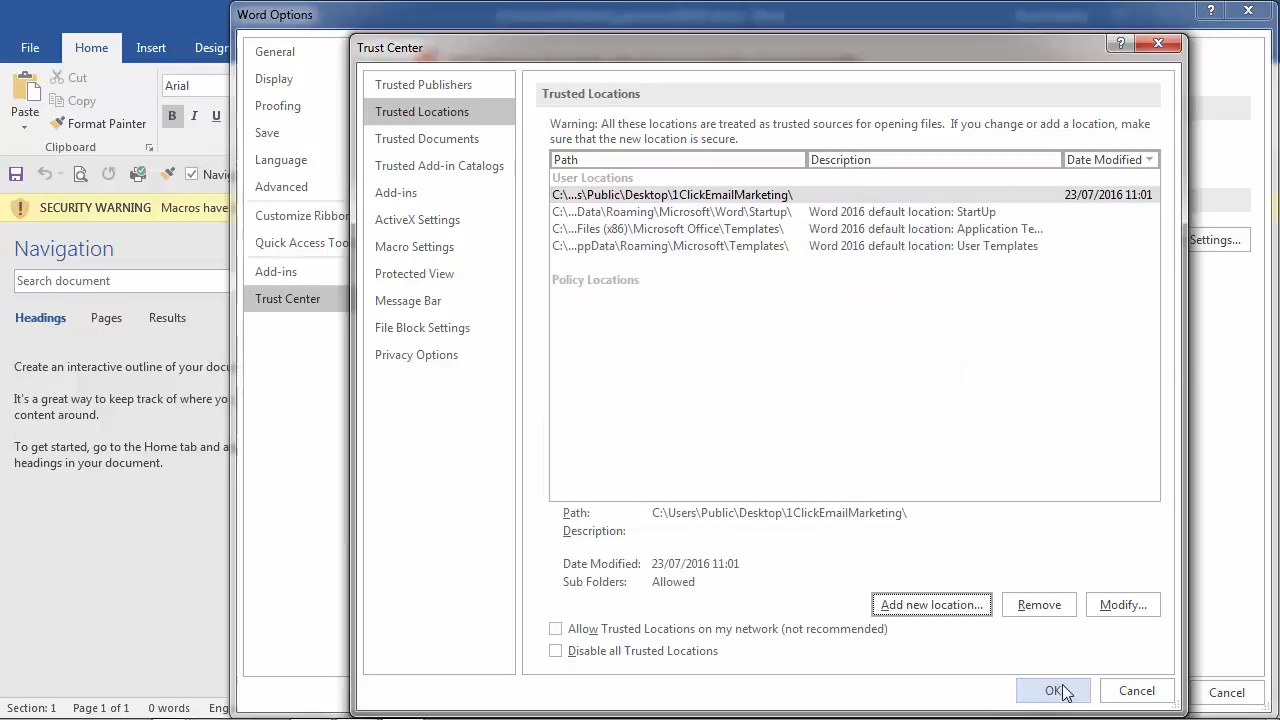 Word Options
?
File
Home
Insert
Design
Paste
Cut
Copy
Format Painter
Clipboard
Arial
B I U
Navi
SECURITY WARNING Macros have
Navigation
Search document
Headings Pages Results
Create an interactive outline of your docu
It's a great way to keep track of where yo
content around.
To get started, go to the Home tab and a
headings in your document.
Section: 1 Page 1 of 1 0 words Eng
General
Display
Proofing
Save
Language
Advanced
Customize Ribbon
Quick Access Too
Add-ins
Trust Center
Settings...
Cancel
Trust Center
?
Trusted Publishers
Trusted Locations
Trusted Documents
Trusted Add-in Catalogs
Add-ins
ActiveX Settings
Macro Settings
Protected View
Message Bar
File Block Settings
Privacy Options
Trusted Locations
Warning: All these locations are treated as trusted sources for opening files. If you change or add a location, make
sure that the new location is secure.
Path Description Date Modified
User Locations
C:\...s\Public\Desktop\1ClickEmailMarketing\ 23/07/2016 11:01
C:\...Data\Roaming\Microsoft\Word\Startup\ Word 2016 default location: StartUp
C:\...Files (x86)\Microsoft Office\Templates\ Word 2016 default location: Application Te...
C:\...ppData\Roaming\Microsoft\Templates\ Word 2016 default location: User Templates
Policy Locations
Path: C:\Users\Public\Desktop\1ClickEmailMarketing\
Description:
Date Modified: 23/07/2016 11:01
Sub Folders: Allowed
Add new location... Remove Modify...
Allow Trusted Locations on my network (not recommended)
Disable all Trusted Locations
OK Cancel